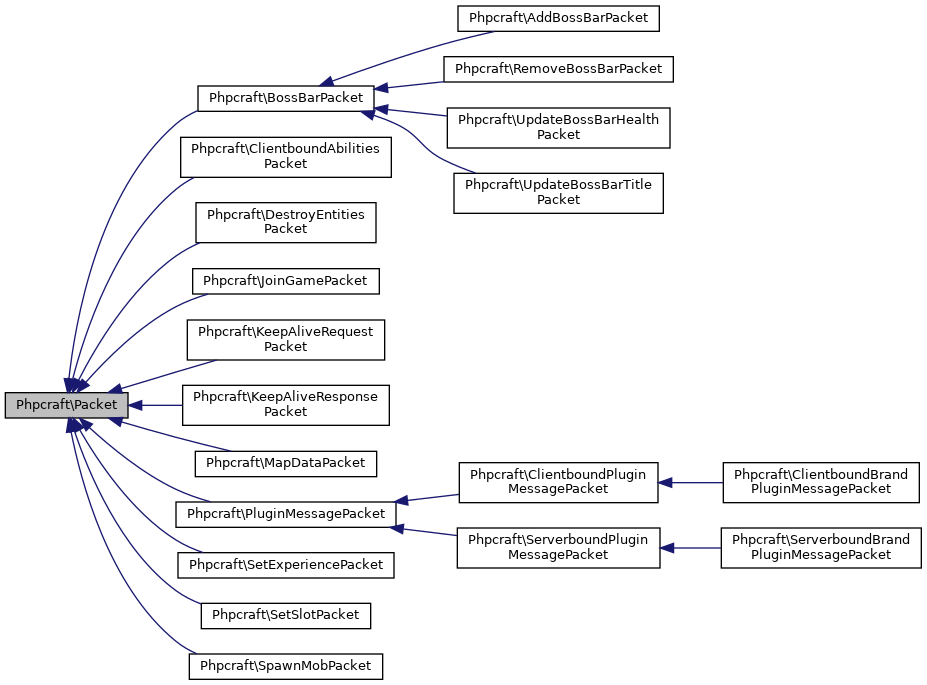 Phpcraft\AddBossBarPacket
Phpcraft\RemoveBossBarPacket
Phpcraft\BossBarPacket
Phpcraft\UpdateBossBarHealth
Packet
Phpcraft\ClientboundAbilities
Packet
Phpcraft\UpdateBossBarTitle
Packet
Phpcraft\DestroyEntities
Packet
Phpcraft\JoinGamePacket
Phpcraft\KeepAliveRequest
Packet
Phpcraft\Packet
Phpcraft\KeepAliveResponse
Packet
Phpcraft\MapDataPacket
Phpcraft\ClientboundPlugin
MessagePacket
Phpcraft\ClientboundBrand
PluginMessagePacket
Phpcraft\PluginMessagePacket
Phpcraft\ServerboundPlugin
MessagePacket
Phpcraft\ServerboundBrand
PluginMessagePacket
Phpcraft\SetExperiencePacket
Phpcraft\SetSlotPacket
Phpcraft\SpawnMobPacket